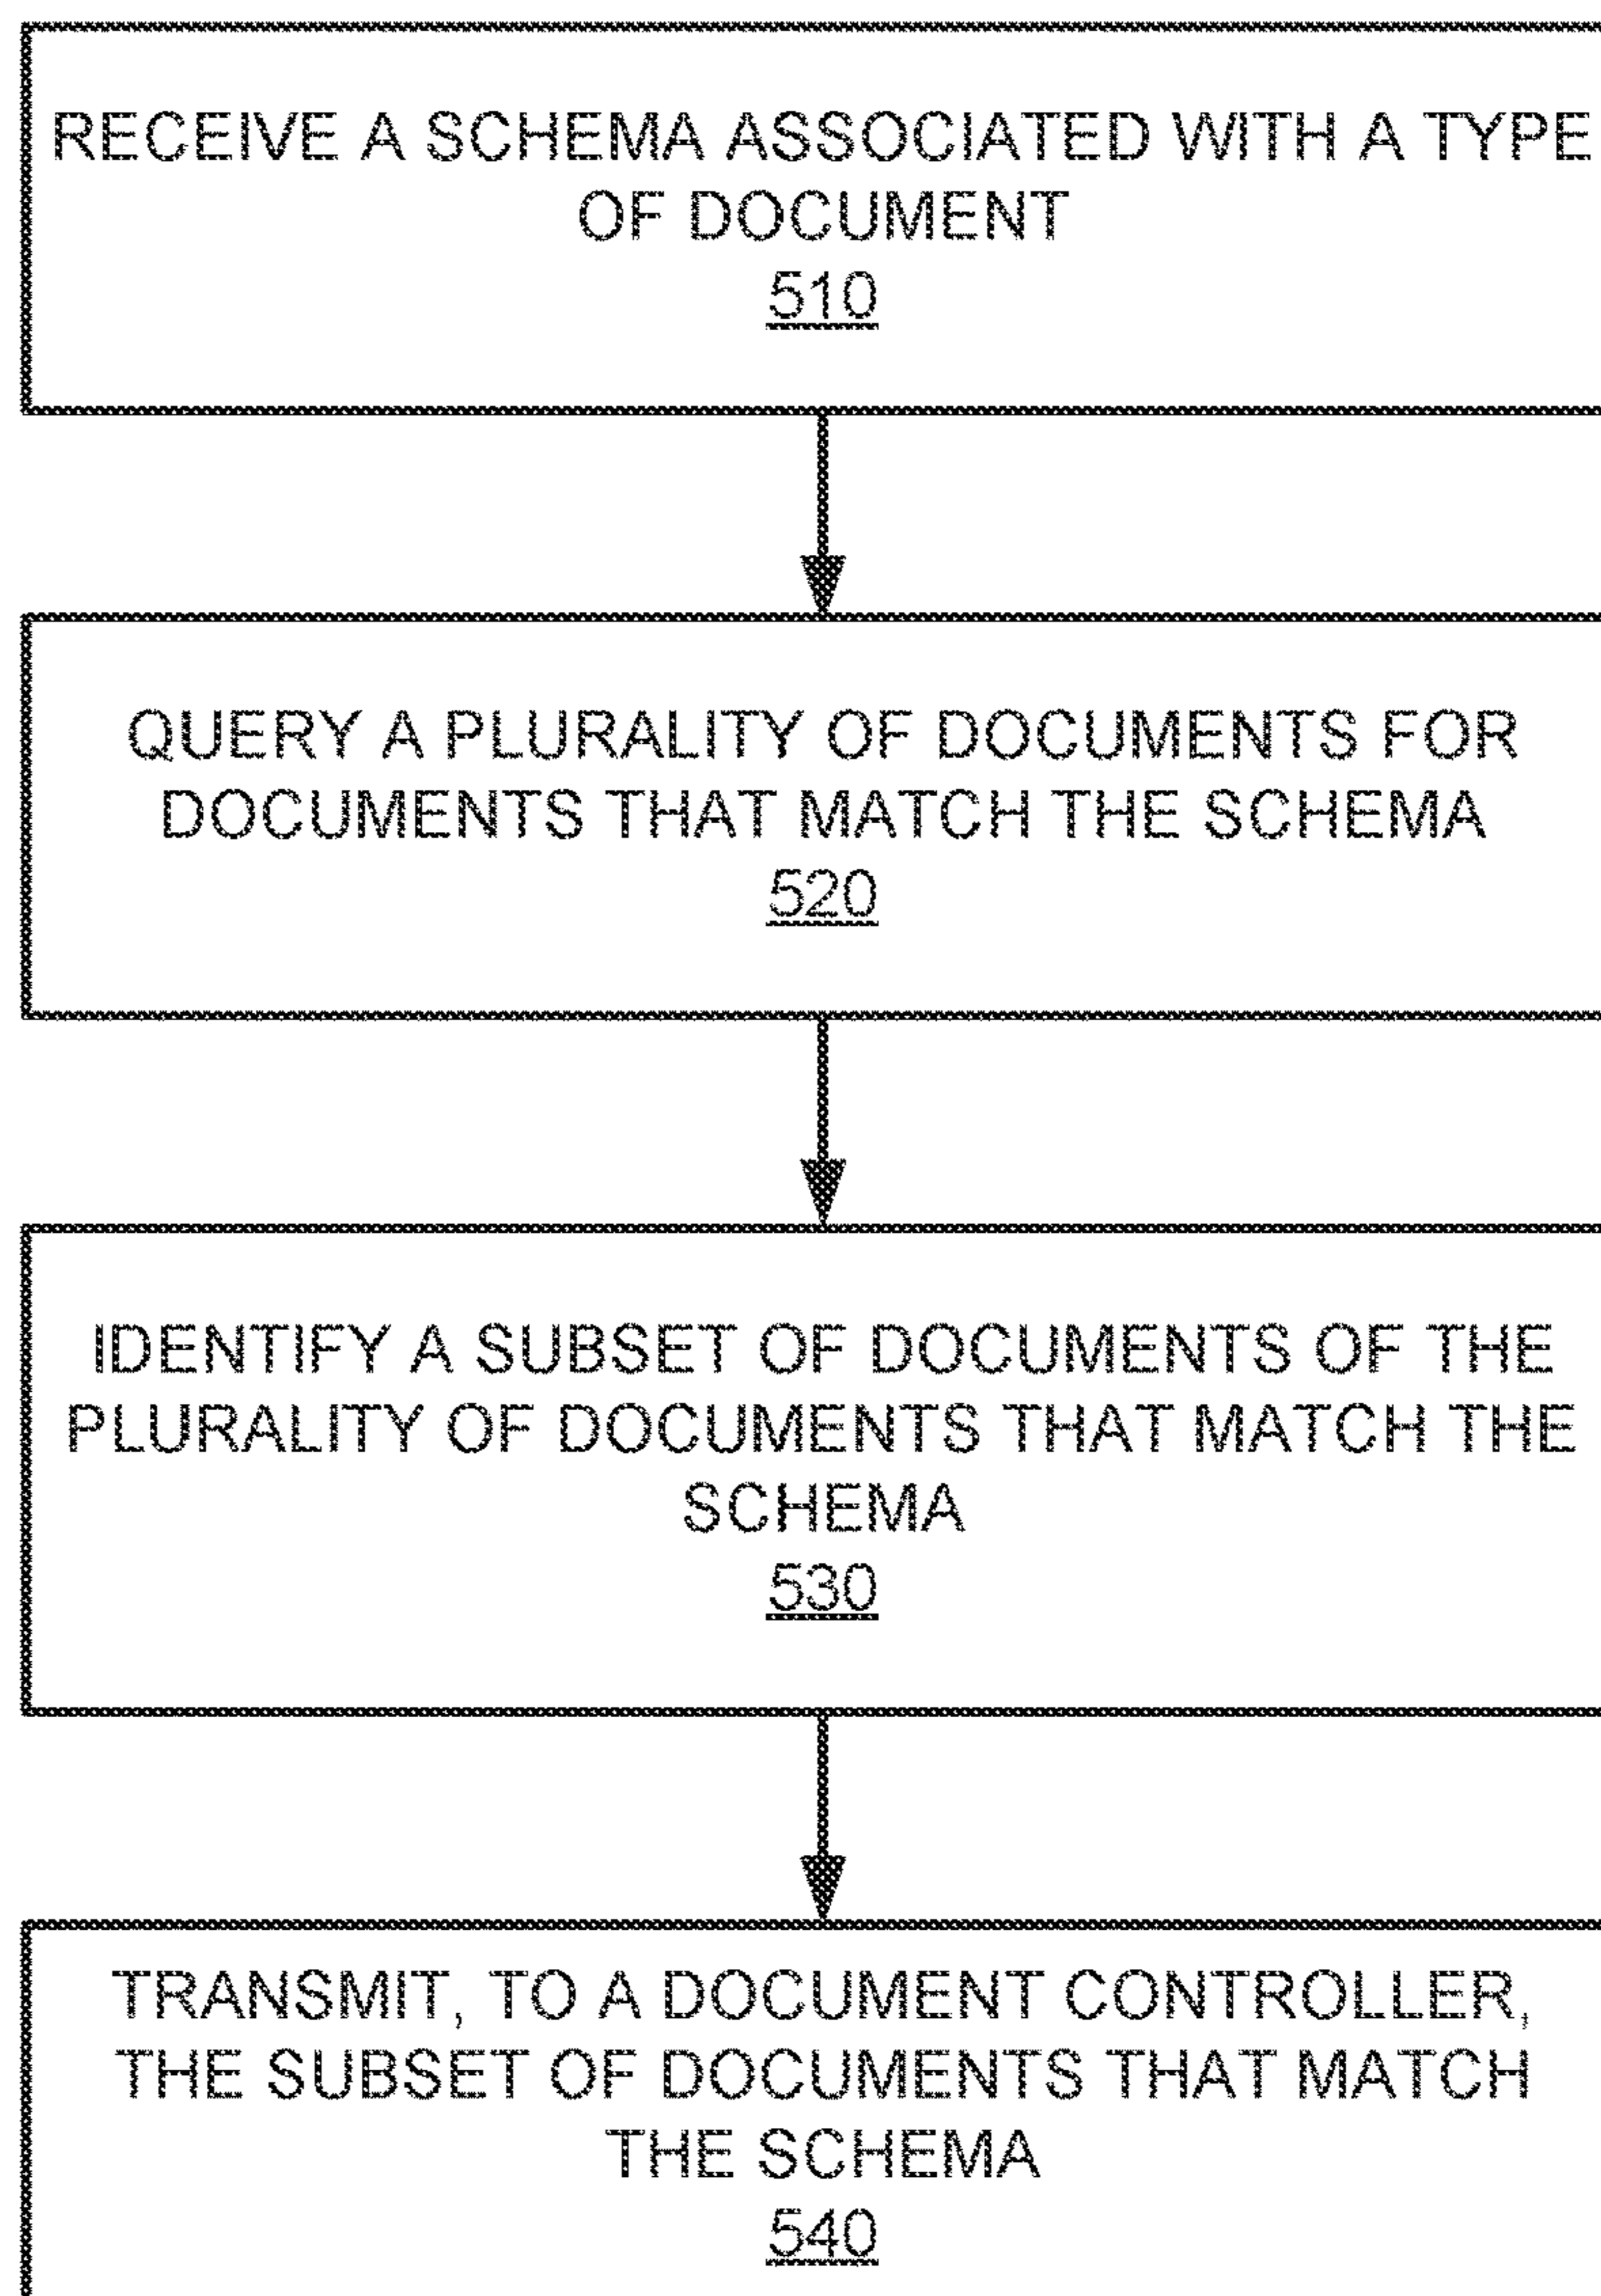 RECEIVE A SCHEMA ASSOCIATED WITH A TYPE
OF DOCUMENT
510
QUERY A PLURALITY OF DOCUMENTS FOR
DOCUMENTS THAT MATCH THE SCHEMA
520
IDENTIFY A SUBSET OF DOCUMENTS OF THE
PLURALITY OF DOCUMENTS THAT MATCH THE
SCHEMA
530
TRANSMIT, TO A DOCUMENT CONTROLLER,
THE SUBSET OF DOCUMENTS THAT MATCH
THE SCHEMA
540